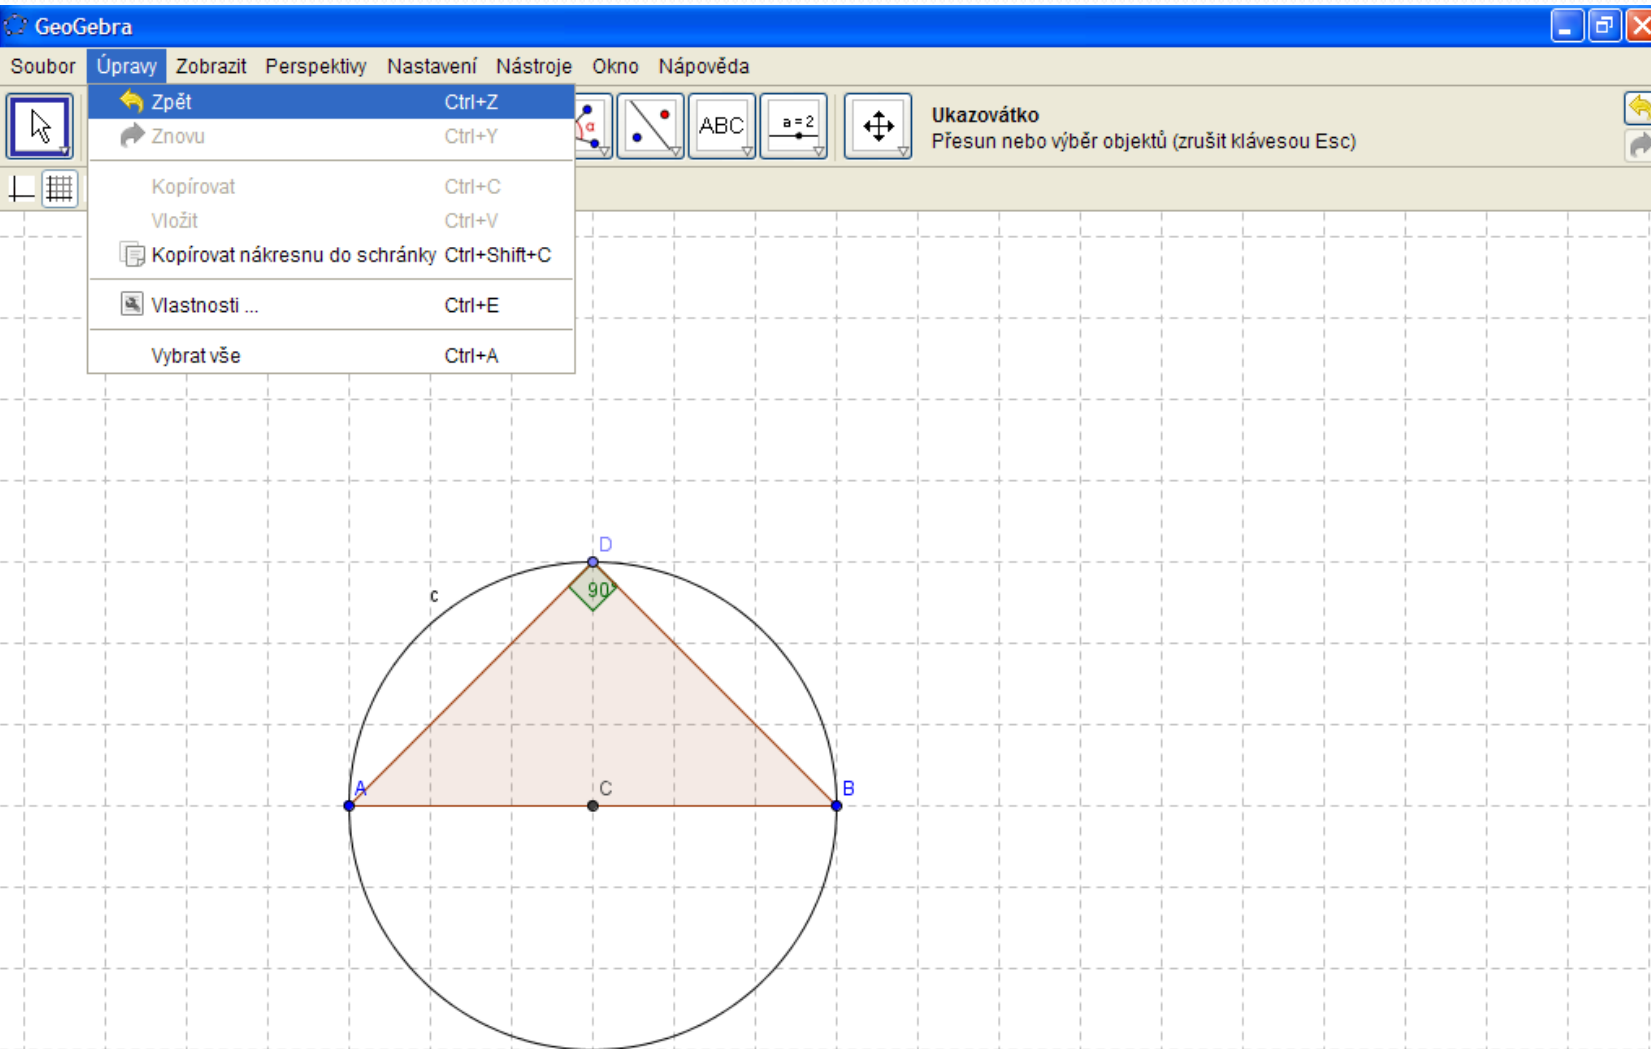 GeoGebra
Soubor Úpravy Zobrazit Perspektivy Nastavení Nástroje Okno Nápověda
Zpět Ctrl+Z
Znovu Ctrl+Y
Kopírovat Ctrl+C
Vložit Ctrl+V
Kopírovat nákresnu do schránky Ctrl+Shift+C
Vlastnosti ... Ctrl+E
Vybrat vše Ctrl+A
α
ABC
a=2
Ukazovátko
Přesun nebo výběr objektů (zrušit klávesou Esc)
D
c
90°
A
C
B